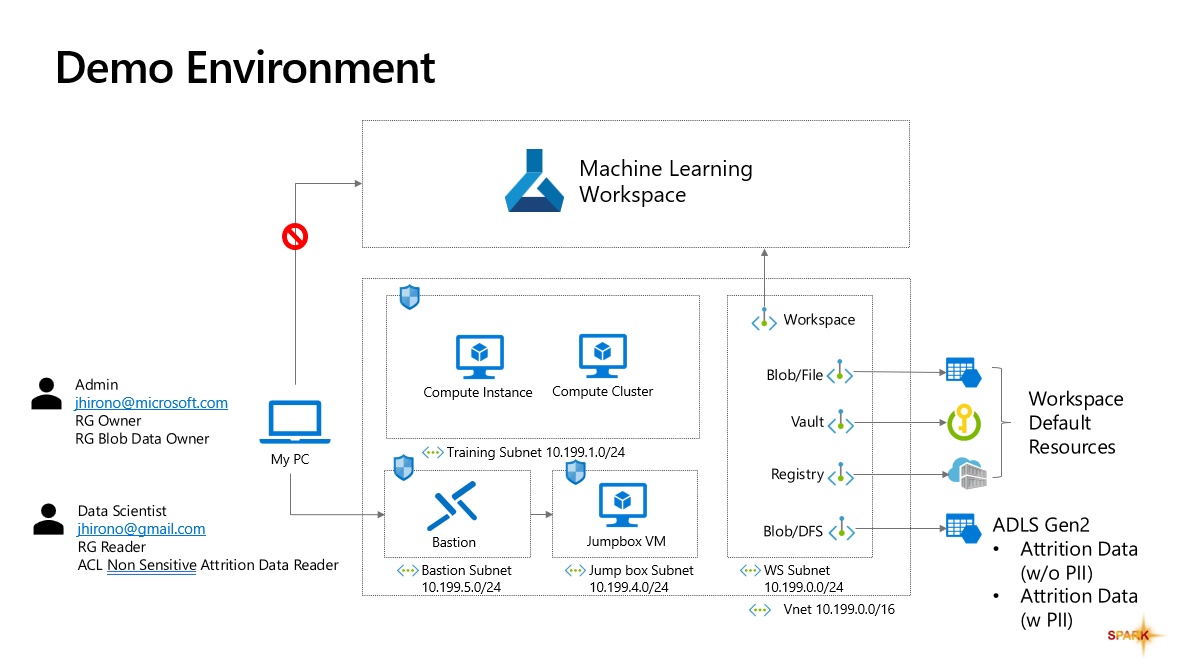 Demo Environment
Machine Learning
Workspace
Workspace
Compute Instance
Compute Cluster
Blob/File
Vault
Registry
Blob/DFS
Workspace
Default
Resources
Admin
jhirono@microsoft.com
RG Owner
RG Blob Data Owner
My PC
Training Subnet 10.199.1.0/24
Data Scientist
jhirono@gmail.com
RG Reader
ACL Non Sensitive Attrition Data Reader
Bastion
Jumpbox VM
Bastion Subnet
10.199.5.0/24
Jump box Subnet
10.199.4.0/24
WS Subnet
10.199.0.0/24
Vnet 10.199.0.0/16
ADLS Gen2
• Attrition Data
(w/o PII)
• Attrition Data
(w PII)
SPARK